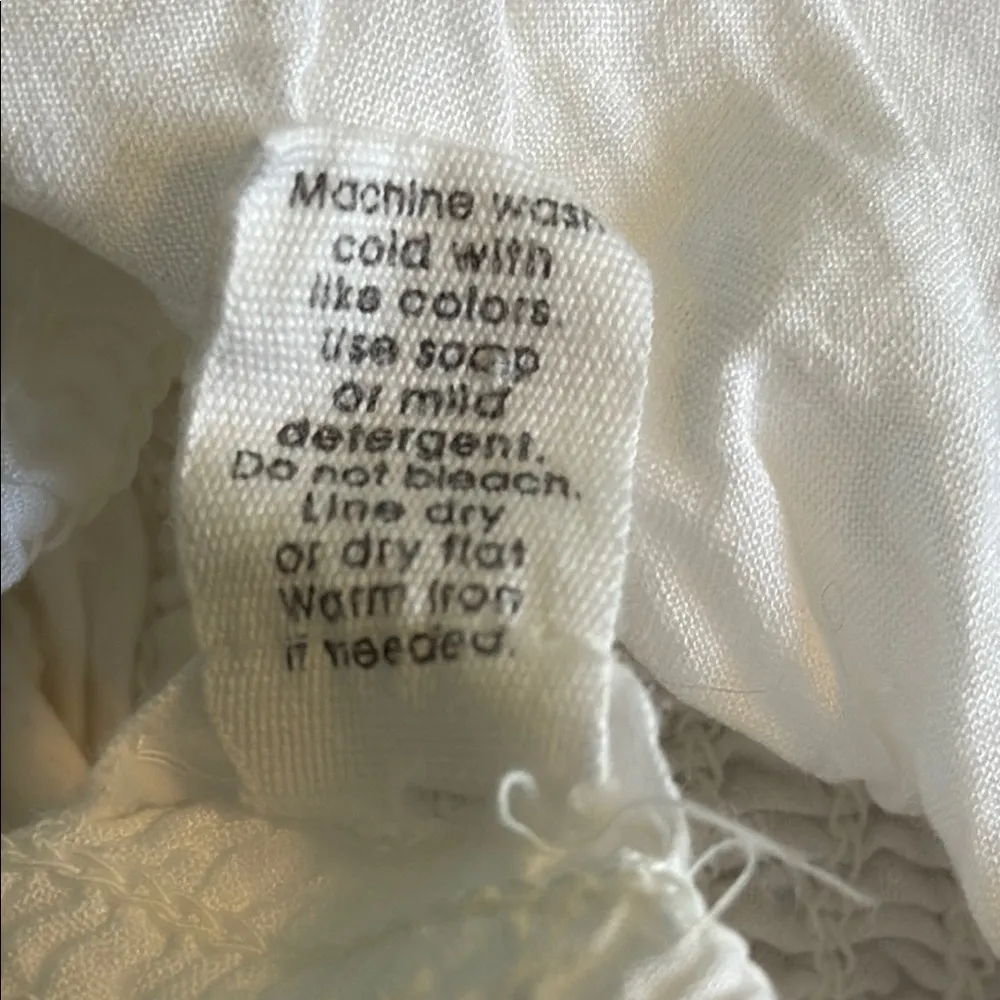 Machine wash
cold with
like colors.
Use soap
or mild
detergent.
Do not bleach.
Line dry
or dry flat
Warm iron
if needed.